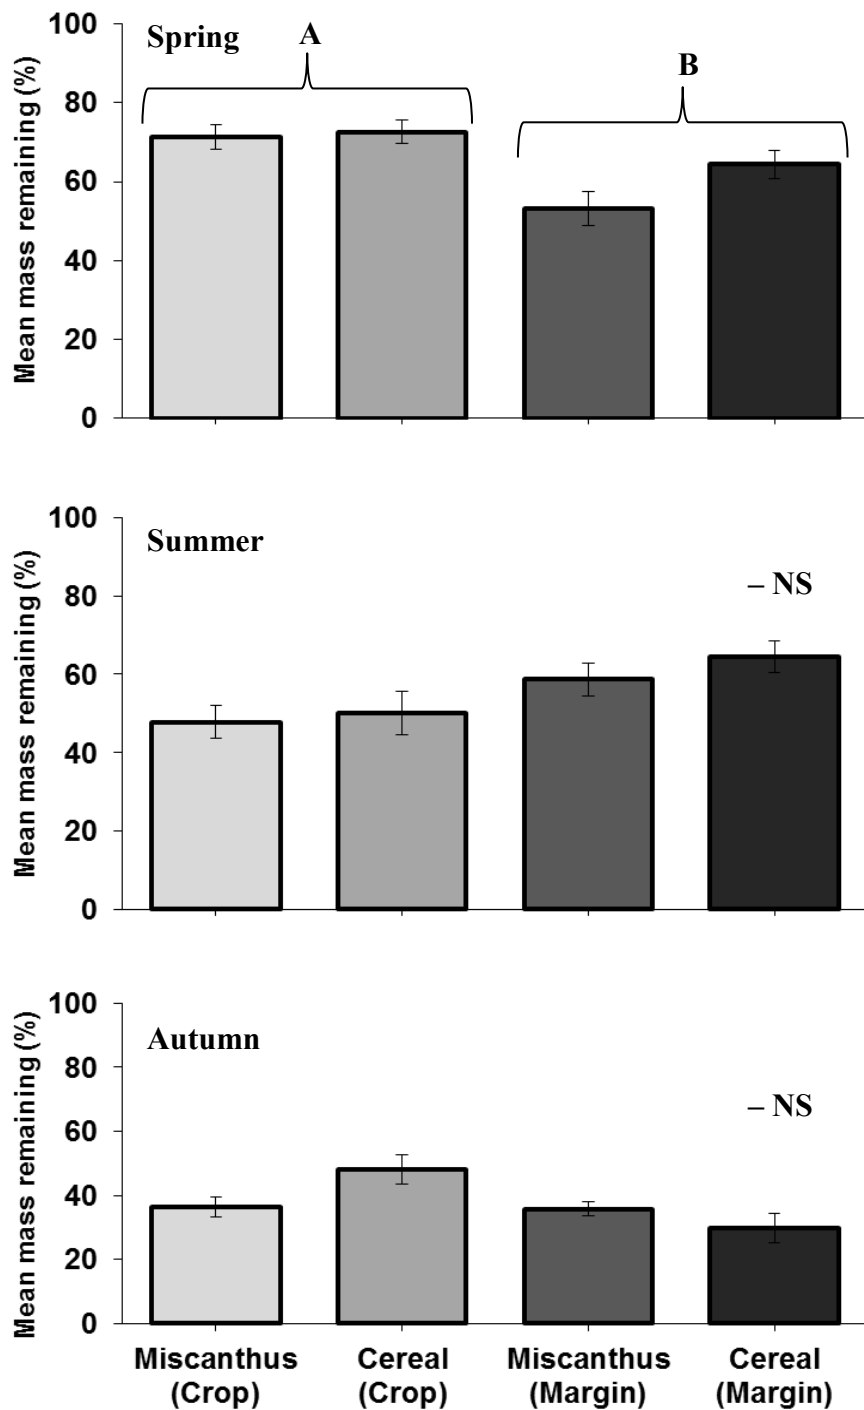 Spring
A
B
Mean mass remaining (%)
100
80
60
40
20
0
Summer
– NS
Mean mass remaining (%)
100
80
60
40
20
0
Autumn
– NS
Mean mass remaining (%)
100
80
60
40
20
0
Miscanthus
(Crop)
Cereal
(Crop)
Miscanthus
(Margin)
Cereal
(Margin)